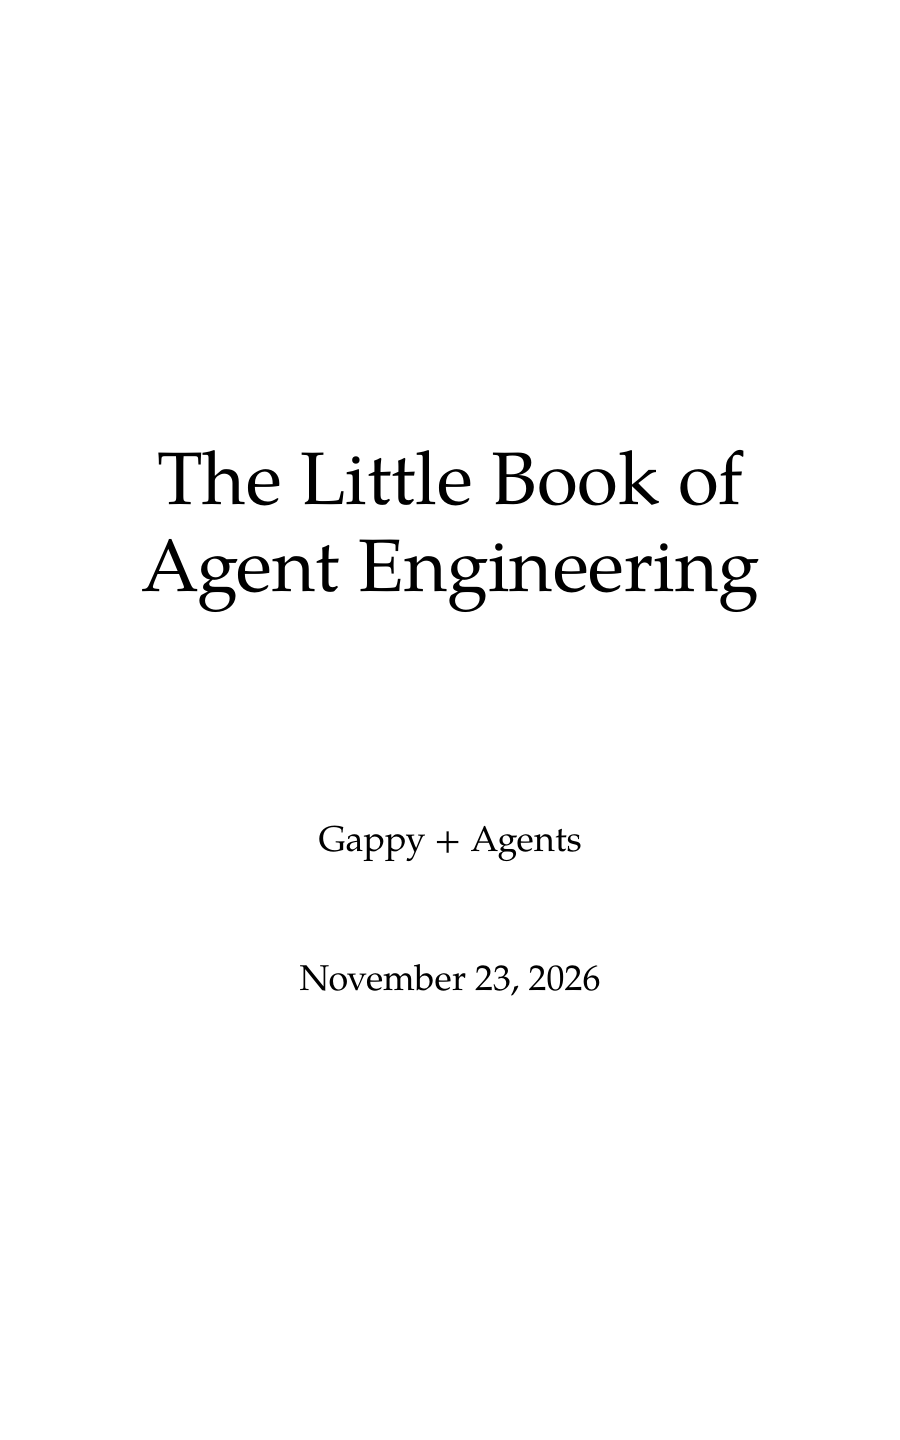 The Little Book of
Agent Engineering
Gappy + Agents
November 23, 2026